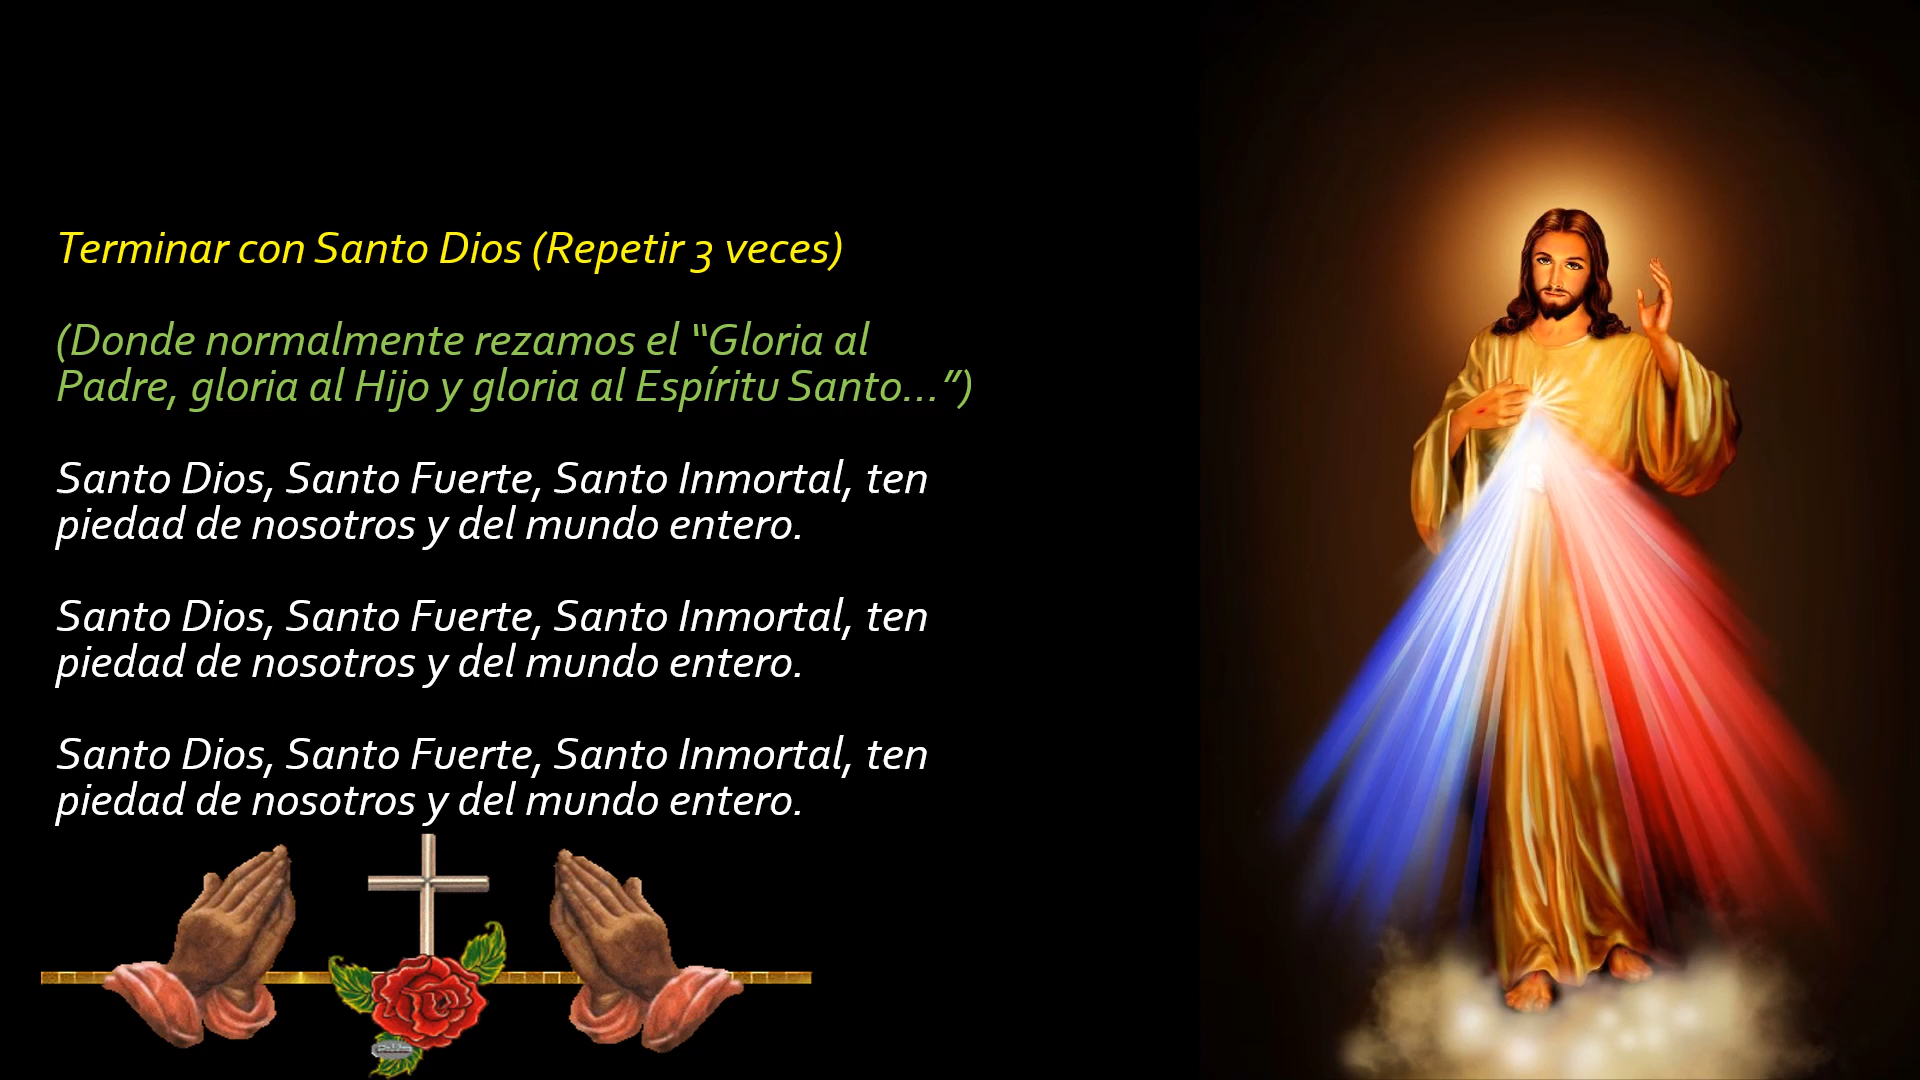 Terminar con Santo Dios (Repetir 3 veces)
(Donde normalmente rezamos el “Gloria al
Padre, gloria al Hijo y gloria al Espíritu Santo…”)
Santo Dios, Santo Fuerte, Santo Inmortal, ten
piedad de nosotros y del mundo entero.
Santo Dios, Santo Fuerte, Santo Inmortal, ten
piedad de nosotros y del mundo entero.
Santo Dios, Santo Fuerte, Santo Inmortal, ten
piedad de nosotros y del mundo entero.